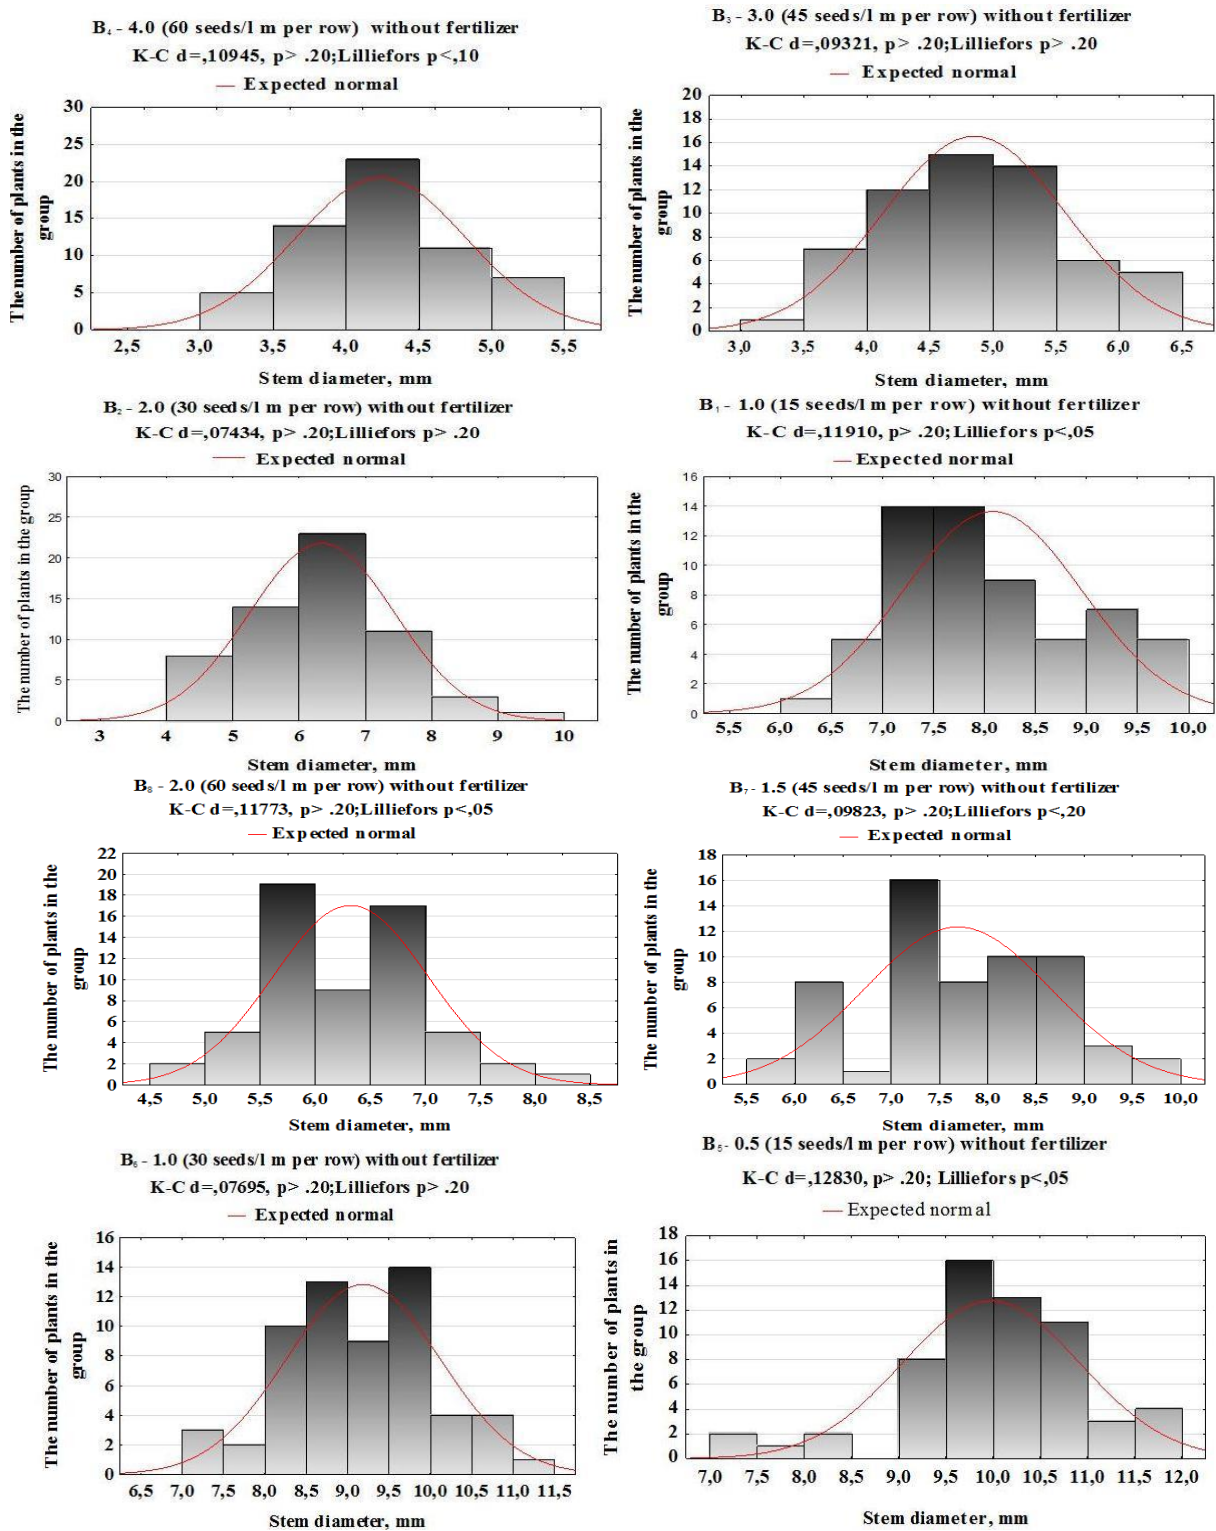 B₄ - 4.0 (60 seeds/l m per row) without fertilizer
K-C d=,10945, p> .20;Lilliefors p<,10
Expected normal
The number of plants in the
group
30
25
20
15
10
5
0
2,5 3,0 3,5 4,0 4,5 5,0 5,5
Stem diameter, mm
B₃ - 3.0 (45 seeds/l m per row) without fertilizer
K-C d=,09321, p> .20;Lilliefors p> .20
Expected normal
The number of plants in the
group
20
18
16
14
12
10
8
6
4
2
0
3,0 3,5 4,0 4,5 5,0 5,5 6,0 6,5
Stem diameter, mm
B₂ - 2.0 (30 seeds/l m per row) without fertilizer
K-C d=,07434, p> .20;Lilliefors p> .20
Expected normal
The number of plants in the group
30
25
20
15
10
5
0
3 4 5 6 7 8 9 10
Stem diameter, mm
B₁ - 1.0 (15 seeds/l m per row) without fertilizer
K-C d=,11910, p> .20;Lilliefors p<,05
Expected normal
The number of plants in the
group
16
14
12
10
8
6
4
2
0
5,5 6,0 6,5 7,0 7,5 8,0 8,5 9,0 9,5 10,0
Stem diameter, mm
B₈ - 2.0 (60 seeds/l m per row) without fertilizer
K-C d=,11773, p> .20;Lilliefors p<,05
Expected normal
The number of plants in the
group
22
20
18
16
14
12
10
8
6
4
2
0
4,5 5,0 5,5 6,0 6,5 7,0 7,5 8,0 8,5
Stem diameter, mm
B₇- 1.5 (45 seeds/l m per row) without fertilizer
K-C d=,09823, p> .20;Lilliefors p<,20
Expected normal
The number of plants in the
group
18
16
14
12
10
8
6
4
2
0
5,5 6,0 6,5 7,0 7,5 8,0 8,5 9,0 9,5 10,0
Stem diameter, mm
B₆ - 1.0 (30 seeds/l m per row) without fertilizer
K-C d=,07695, p> .20;Lilliefors p> .20
Expected normal
The number of plants in the
group
16
14
12
10
8
6
4
2
0
6,5 7,0 7,5 8,0 8,5 9,0 9,5 10,0 10,5 11,0 11,5
Stem diameter, mm
B₅- 0.5 (15 seeds/l m per row) without fertilizer
K-C d=,12830, p> .20; Lilliefors p<,05
Expected normal
The number of plants in
the group
18
16
14
12
10
8
6
4
2
0
7,0 7,5 8,0 8,5 9,0 9,5 10,0 10,5 11,0 11,5 12,0
Stem diameter, mm